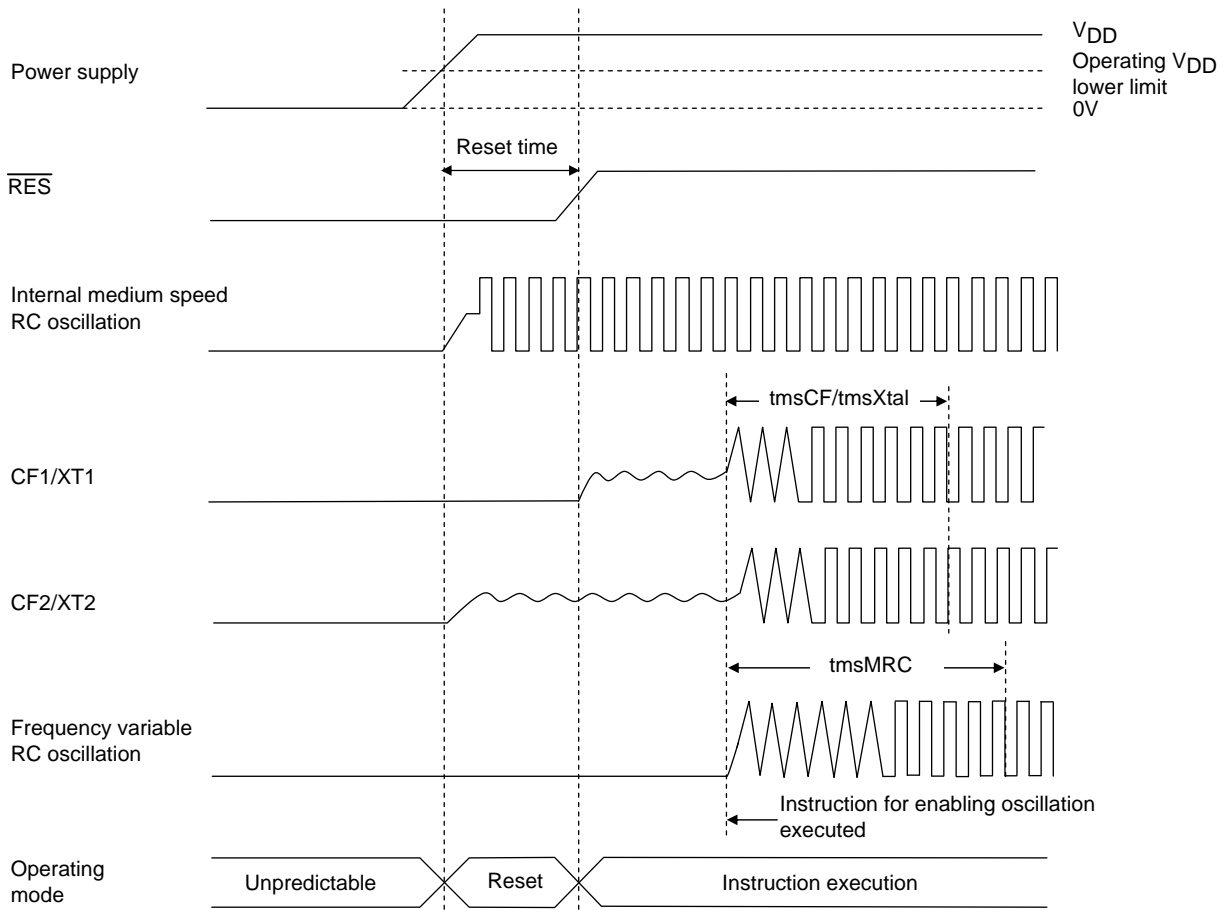 Power supply
VDD
Operating VDD
lower limit
0V
Reset time
RES
Internal medium speed
RC oscillation
tmsCF/tmsXtal
CF1/XT1
CF2/XT2
tmsMRC
Frequency variable
RC oscillation
Instruction for enabling oscillation
executed
Operating
mode
Unpredictable
Reset
Instruction execution